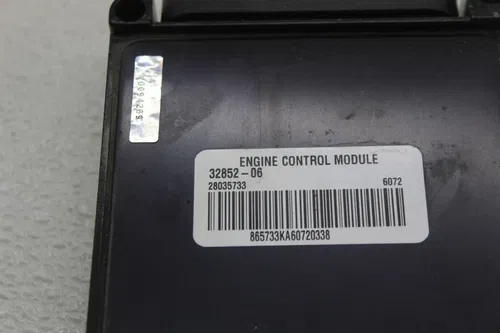 ENGINE CONTROL MODULE
32852-06
28035733 6072
865733KA60720338